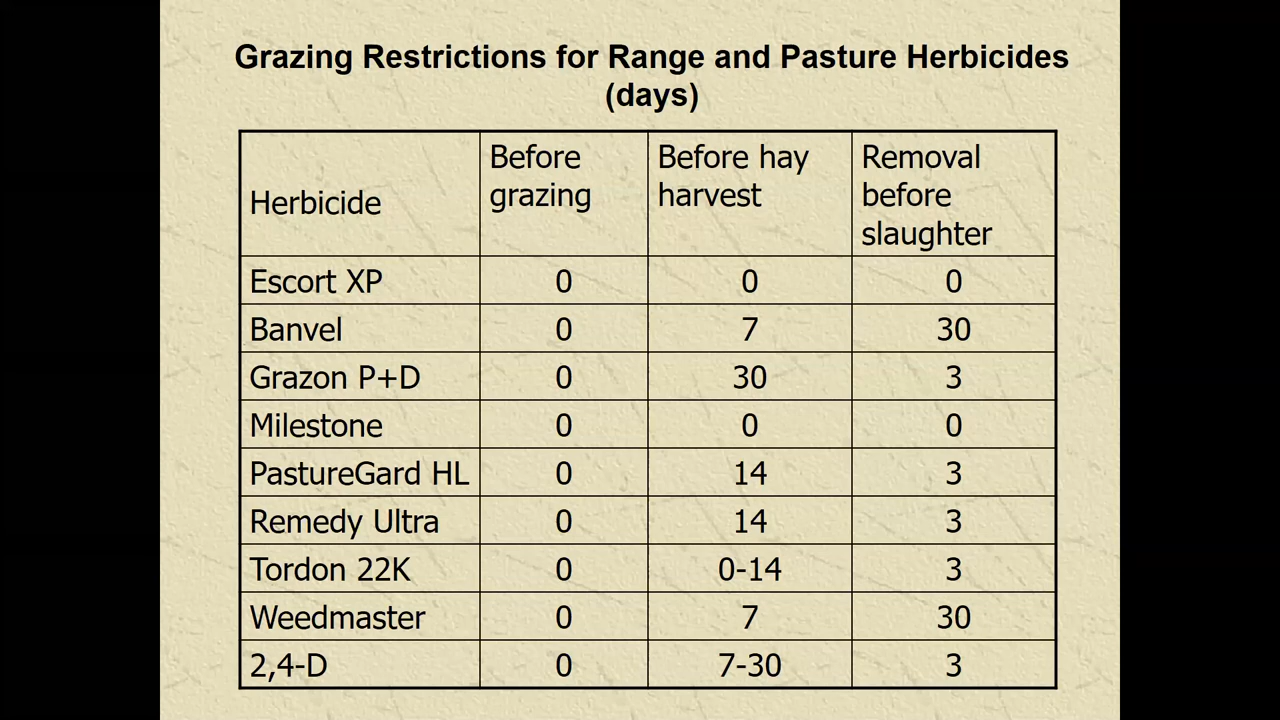 Grazing Restrictions for Range and Pasture Herbicides
(days)
Herbicide
Before
grazing
Before hay
harvest
Removal
before
slaughter
Escort XP 0 0 0
Banvel 0 7 30
Grazon P+D 0 30 3
Milestone 0 0 0
PastureGard HL 0 14 3
Remedy Ultra 0 14 3
Tordon 22K 0 0-14 3
Weedmaster 0 7 30
2,4-D 0 7-30 3